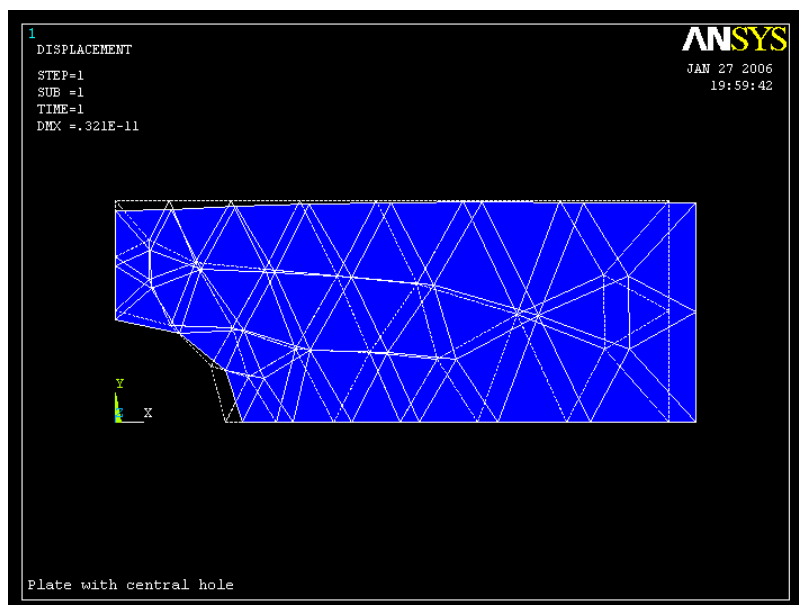 1
DISPLACEMENT
STEP=1
SUB =1
TIME=1
DMX =.321E-11
ANSYS
JAN 27 2006
19:59:42
Y
X
Plate with central hole